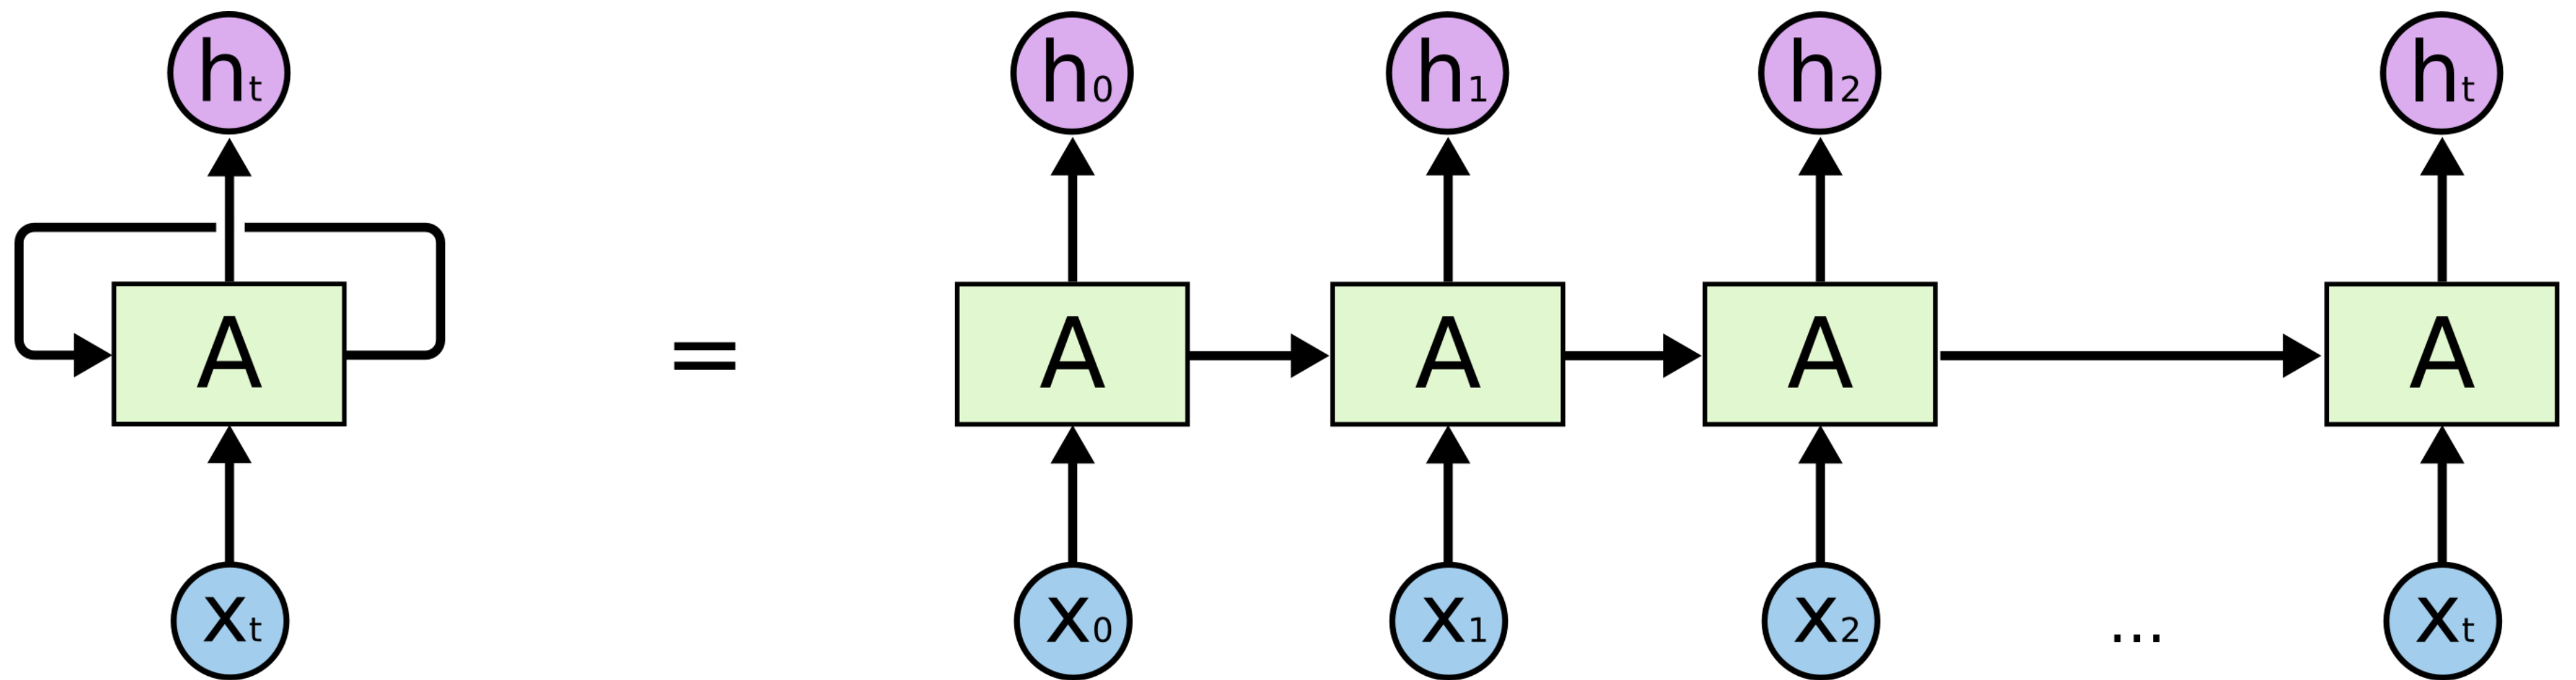 hₜ h₀ h₁ h₂ hₜ
A = A A A A
xₜ x₀ x₁ x₂ ... xₜ